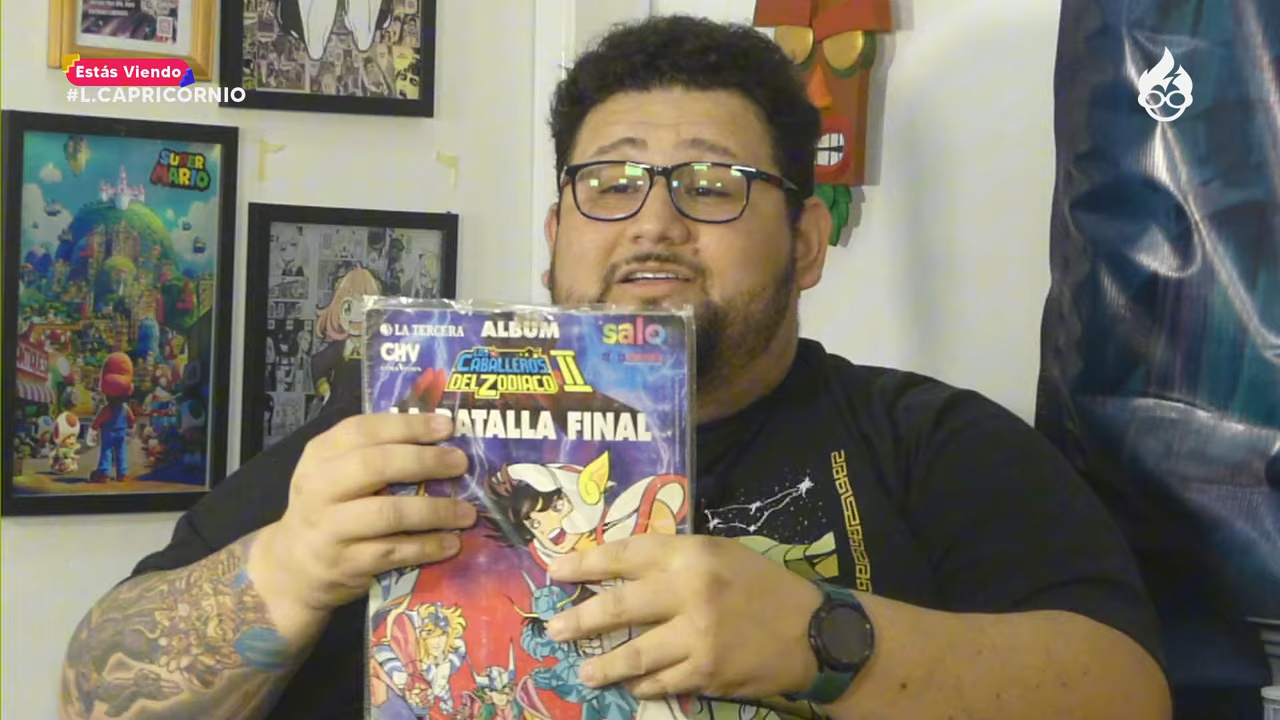 Estás Viendo
#L.CAPRICORNIO
SUPER
MARIO
LA TERCERA
ALBUM
salo
CHV
LOS
CABALLEROS
DEL ZODIACO
II
LA BATALLA FINAL